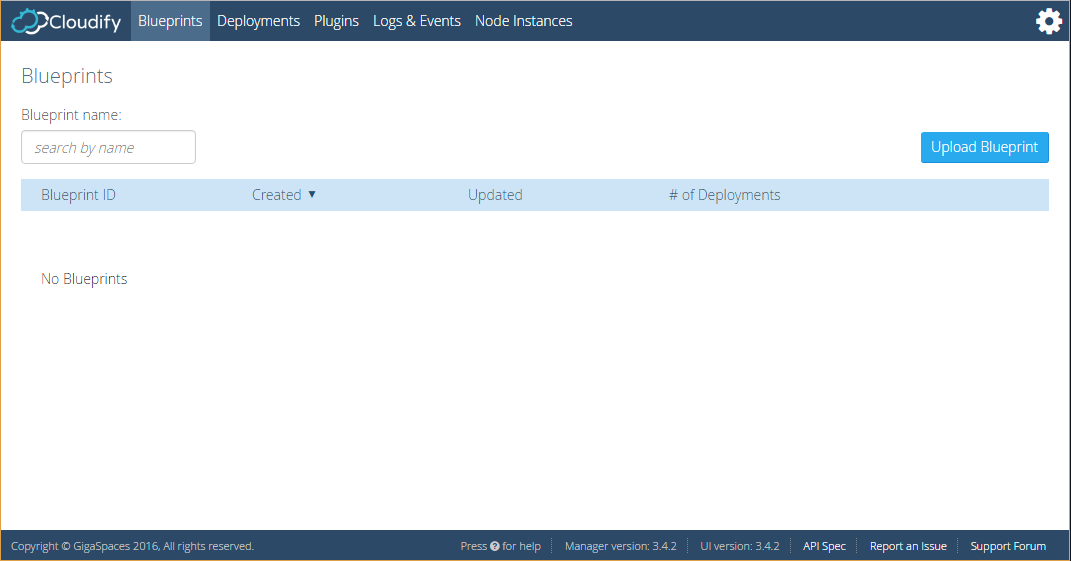 Cloudify Blueprints Deployments Plugins Logs & Events Node Instances
Blueprints
Blueprint name:
search by name
Upload Blueprint
Blueprint ID Created ▼ Updated # of Deployments
No Blueprints
Copyright © GigaSpaces 2016, All rights reserved. Press ? for help Manager version: 3.4.2 UI version: 3.4.2 API Spec Report an Issue Support Forum